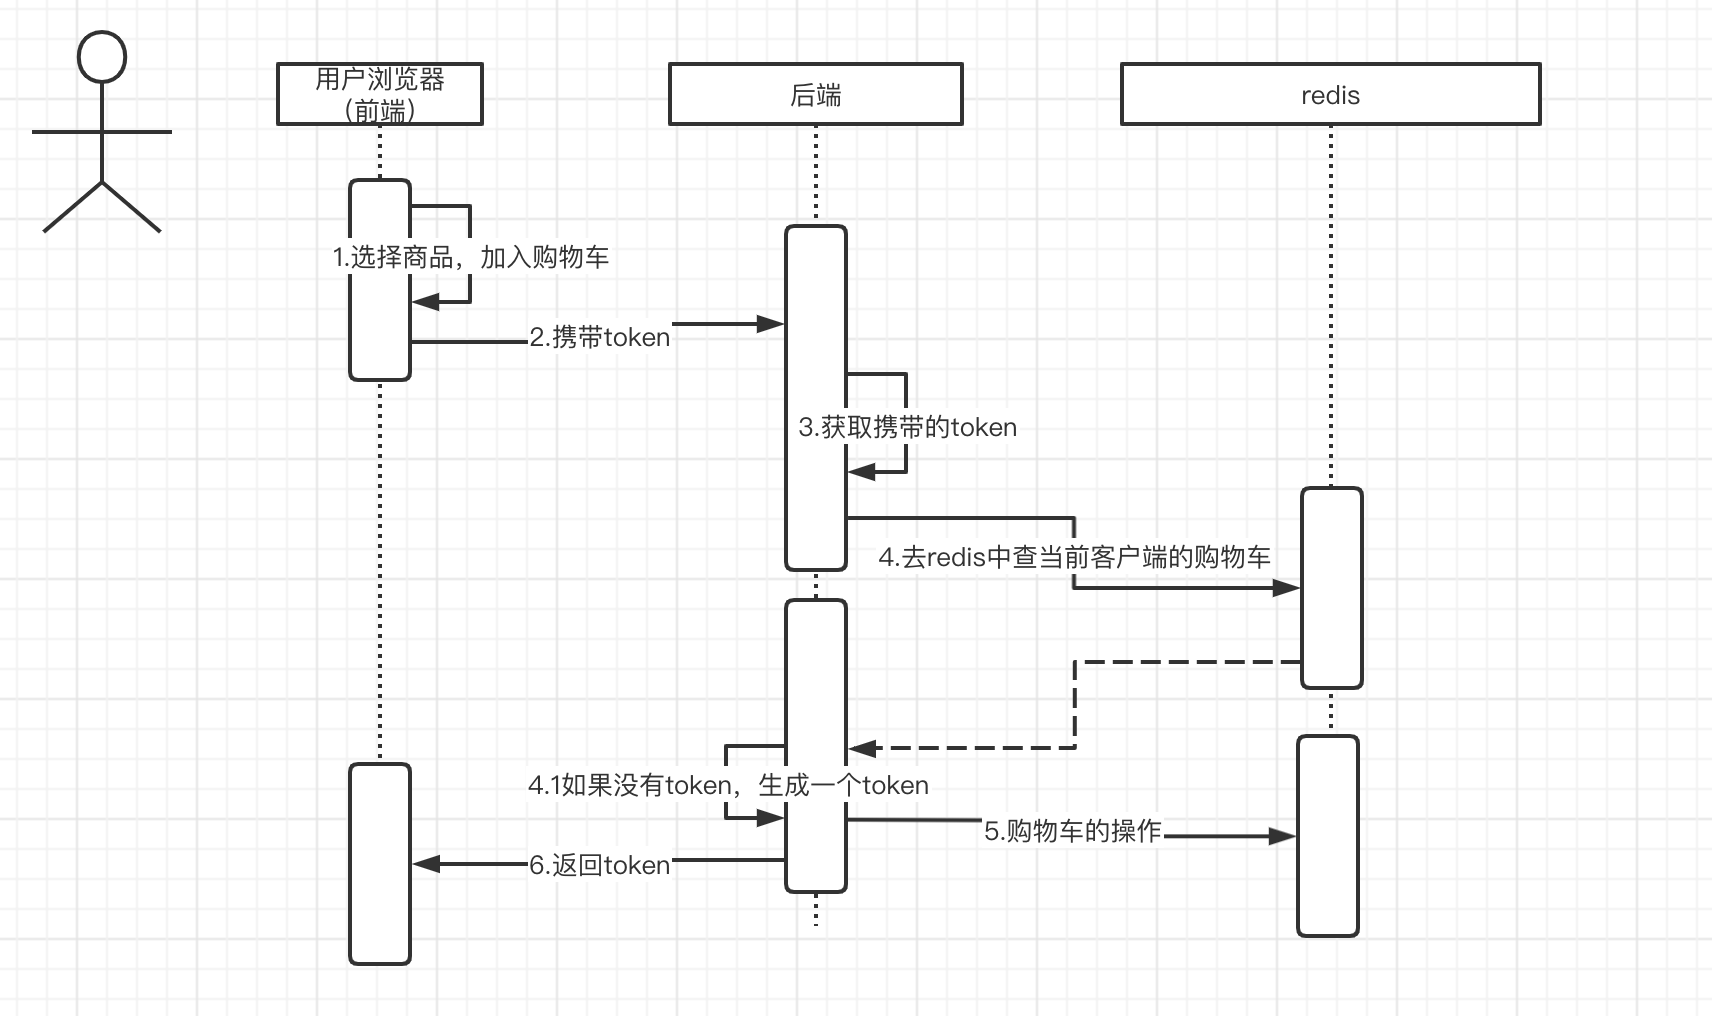 用户浏览器
（前端）
后端
redis
1.选择商品，加入购物车
2.携带token
3.获取携带的token
4.去redis中查当前客户端的购物车
4.1如果没有token，生成一个token
5.购物车的操作
6.返回token